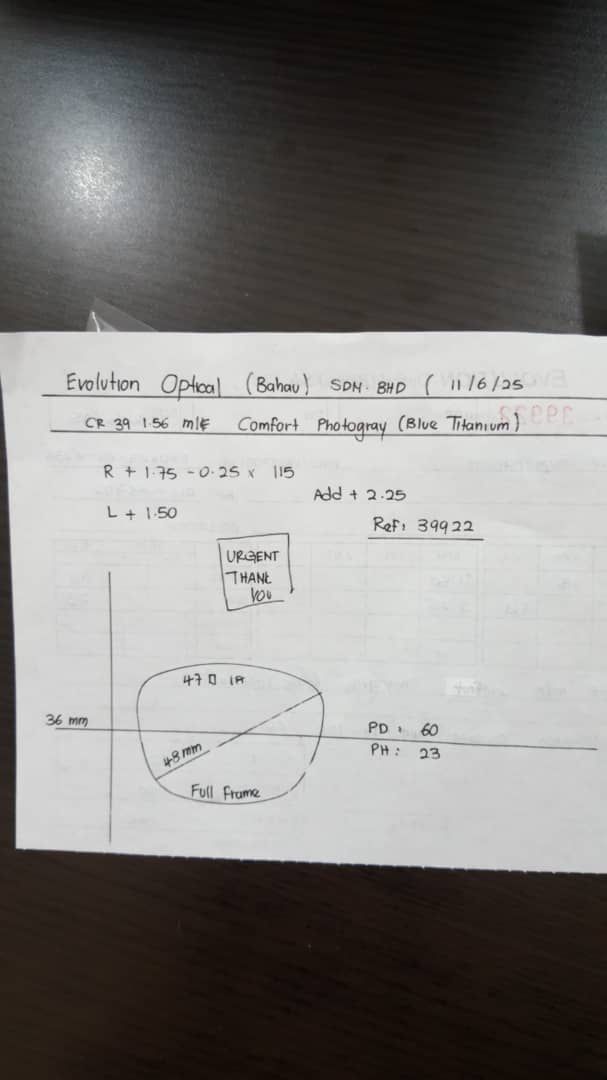 Evolution Optical (Bahau) SDN. BHD ( 11/6/25
CR 39 1.56 m/F Comfort Photogray (Blue Titanium)
R + 1.75 - 0.25 x 115
Add + 2.25
L + 1.50
Ref: 39922
URGENT
THANK
YOU
47 □
36 mm
PD : 60
48 mm
PH : 23
Full Frame